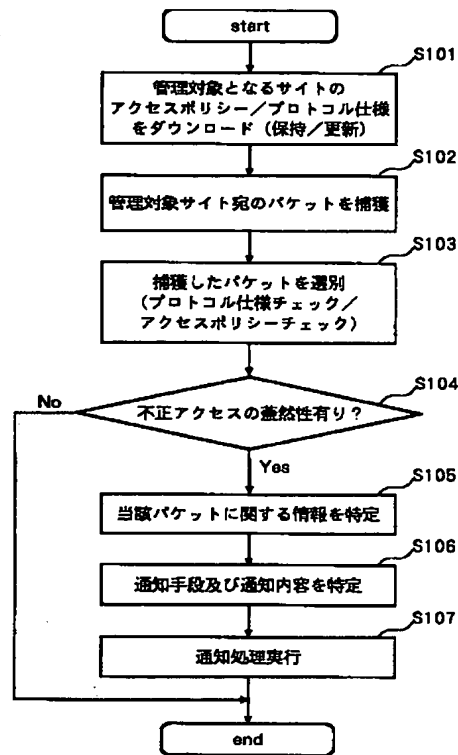 start
S101
管理対象となるサイトの
アクセスポリシー／プロトコル仕様
をダウンロード（保持／更新）
S102
管理対象サイト宛のパケットを捕獲
S103
捕獲したパケットを選別
（プロトコル仕様チェック／
アクセスポリシーチェック）
S104
No
不正アクセスの蓋然性有り？
Yes
S105
当該パケットに関する情報を特定
S106
通知手段及び通知内容を特定
S107
通知処理実行
end